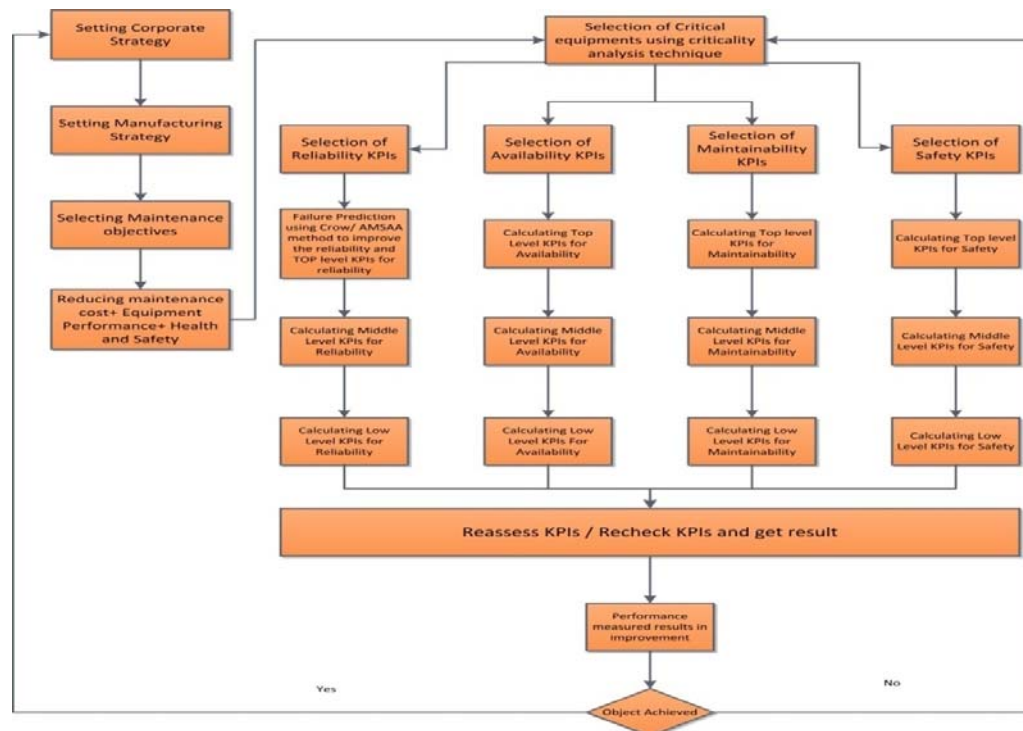 Setting Corporate
Strategy
Setting Manufacturing
Strategy
Selecting Maintenance
objectives
Reducing maintenance
cost+ Equipment
Performance+ Health
and Safety
Selection of Critical
equipments using criticality
analysis technique
Selection of
Reliability KPIs
Failure Prediction
using Crow/ AMSAA
method to improve
the reliability and
TOP level KPIs for
reliability
Calculating Middle
Level KPIs for
Reliability
Calculating Low
Level KPIs for
Reliability
Selection of
Availability KPIs
Calculating Top
Level KPIs for
Availability
Calculating Middle
Level KPIs for
Availability
Calculating Low
Level KPIs For
Availability
Selection of
Maintainability
KPIs
Calculating Top level
KPIs for
Maintainability
Calculating Middle
Level KPIs for
Maintainability
Calculating Low
Level KPIs for
Maintainability
Selection of
Safety KPIs
Calculating Top level
KPIs for Safety
Calculating Middle
Level KPIs for Safety
Calculating Low
Level KPIs for Safety
Reassess KPIs / Recheck KPIs and get result
Performance
measured results in
improvement
Object Achieved
Yes
No